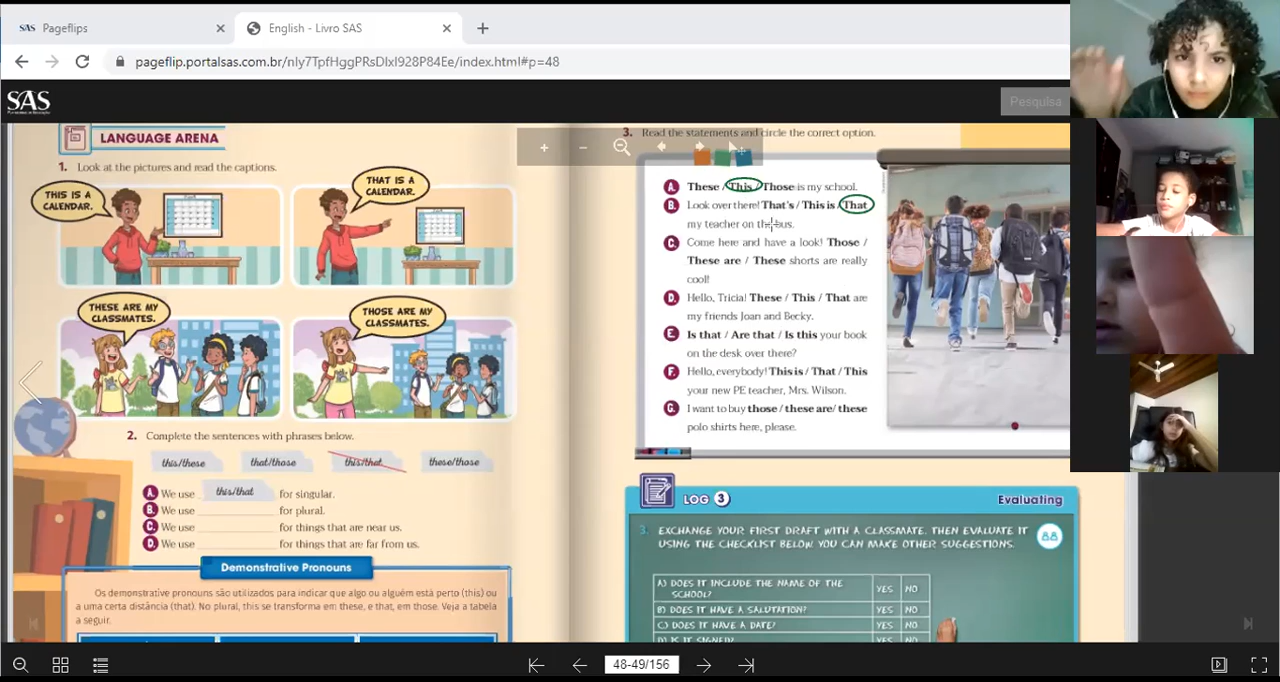 SAS Pageflips
English - Livro SAS
pageflip.portalsas.com.br/nIy7TpfHggPRsDlxI928P84Ee/index.html#p=48
SAS
Pesquisa
LANGUAGE ARENA
1. Look at the pictures and read the captions.
THIS IS A
CALENDAR.
THAT IS A
CALENDAR.
THESE ARE MY
CLASSMATES.
THOSE ARE MY
CLASSMATES.
2. Complete the sentences with phrases below.
this/these that/those this/that these/those
A. We use this/that for singular.
B. We use ____________ for plural.
C. We use ____________ for things that are near us.
D. We use ____________ for things that are far from us.
Demonstrative Pronouns
Os demonstrative pronouns são utilizados para indicar que algo ou alguém está perto (this) ou
a uma certa distância (that). No plural, this se transforma em these, e that, em those. Veja a tabela
a seguir.
3. Read the statements and circle the correct option.
A. These / This / Those is my school.
B. Look over there! That's / This is / That
my teacher on the bus.
C. Come here and have a look! Those /
These are / These shorts are really
cool!
D. Hello, Tricia! These / This / That are
my friends Joan and Becky.
E. Is that / Are that / Is this your book
on the desk over there?
F. Hello, everybody! This is / That / This
your new PE teacher, Mrs. Wilson.
G. I want to buy those / these are/ these
polo shirts here, please.
LOG 3 Evaluating
3. EXCHANGE YOUR FIRST DRAFT WITH A CLASSMATE. THEN EVALUATE IT
USING THE CHECKLIST BELOW. YOU CAN MAKE OTHER SUGGESTIONS.
88
A) DOES IT INCLUDE THE NAME OF THE
SCHOOL? YES NO
B) DOES IT HAVE A SALUTATION? YES NO
C) DOES IT HAVE A DATE? YES NO
D) IS IT SIGNED? YES NO
48-49/156